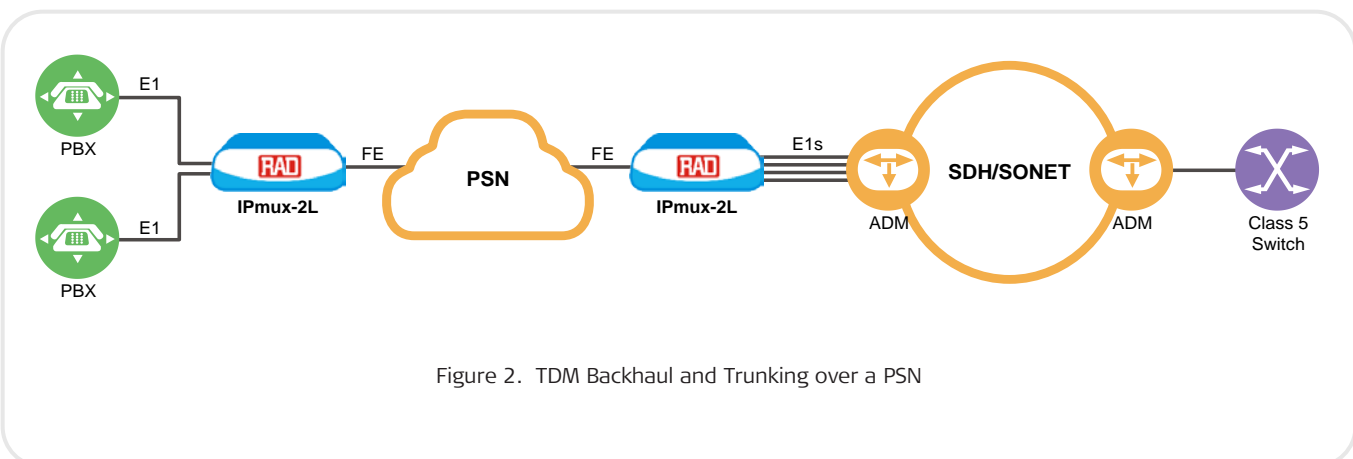 E1
PBX
RAD
IPmux-2L
FE
PSN
FE
RAD
IPmux-2L
E1s
ADM
SDH/SONET
ADM
Class 5
Switch
E1
PBX
Figure 2. TDM Backhaul and Trunking over a PSN